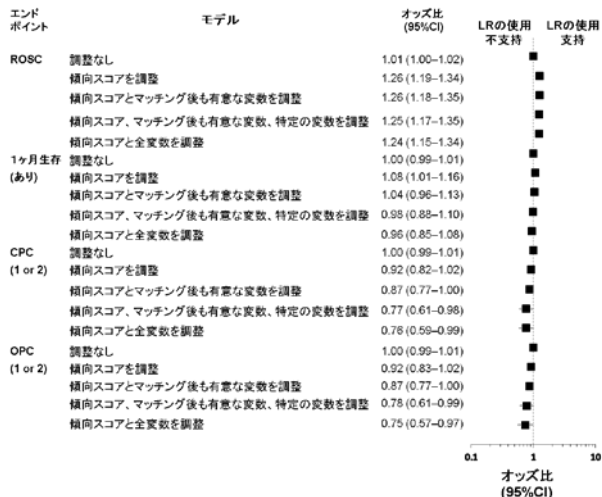 エンド
ポイント
モデル
オッズ比
(95%CI)
LRの使用
不支持
LRの使用
支持
ROSC 調整なし 1.01 (1.00–1.02)
傾向スコアを調整 1.26 (1.19–1.34)
傾向スコアとマッチング後も有意な変数を調整 1.26 (1.18–1.35)
傾向スコア、マッチング後も有意な変数、特定の変数を調整 1.25 (1.17–1.35)
傾向スコアと全変数を調整 1.24 (1.15–1.34)
1ヶ月生存 調整なし 1.00 (0.99–1.01)
(あり) 傾向スコアを調整 1.08 (1.01–1.16)
傾向スコアとマッチング後も有意な変数を調整 1.04 (0.96–1.13)
傾向スコア、マッチング後も有意な変数、特定の変数を調整 0.98 (0.88–1.10)
傾向スコアと全変数を調整 0.96 (0.85–1.08)
CPC 調整なし 1.00 (0.99–1.01)
(1 or 2) 傾向スコアを調整 0.92 (0.82–1.02)
傾向スコアとマッチング後も有意な変数を調整 0.87 (0.77–1.00)
傾向スコア、マッチング後も有意な変数、特定の変数を調整 0.77 (0.61–0.98)
傾向スコアと全変数を調整 0.76 (0.59–0.99)
OPC 調整なし 1.00 (0.99–1.01)
(1 or 2) 傾向スコアを調整 0.92 (0.83–1.02)
傾向スコアとマッチング後も有意な変数を調整 0.87 (0.77–1.00)
傾向スコア、マッチング後も有意な変数、特定の変数を調整 0.78 (0.61–0.99)
傾向スコアと全変数を調整 0.75 (0.57–0.97)
0.1 1 10
オッズ比
(95%CI)